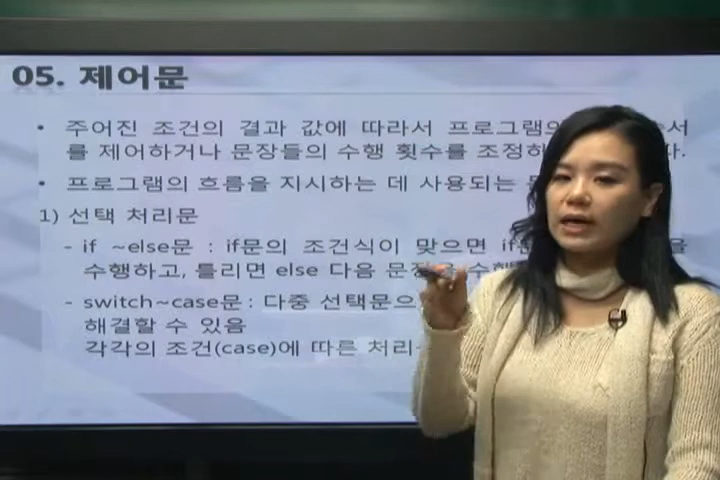 05. 제어문
• 주어진 조건의 결과 값에 따라서 프로그램의
를 제어하거나 문장들의 수행 횟수를 조정하
• 프로그램의 흐름을 지시하는 데 사용되는
1) 선택 처리문
- if ~else문 : if문의 조건식이 맞으면 if
수행하고, 틀리면 else 다음 문장을 수행
- switch~case문 : 다중 선택문으
해결할 수 있음
각각의 조건(case)에 따른 처리